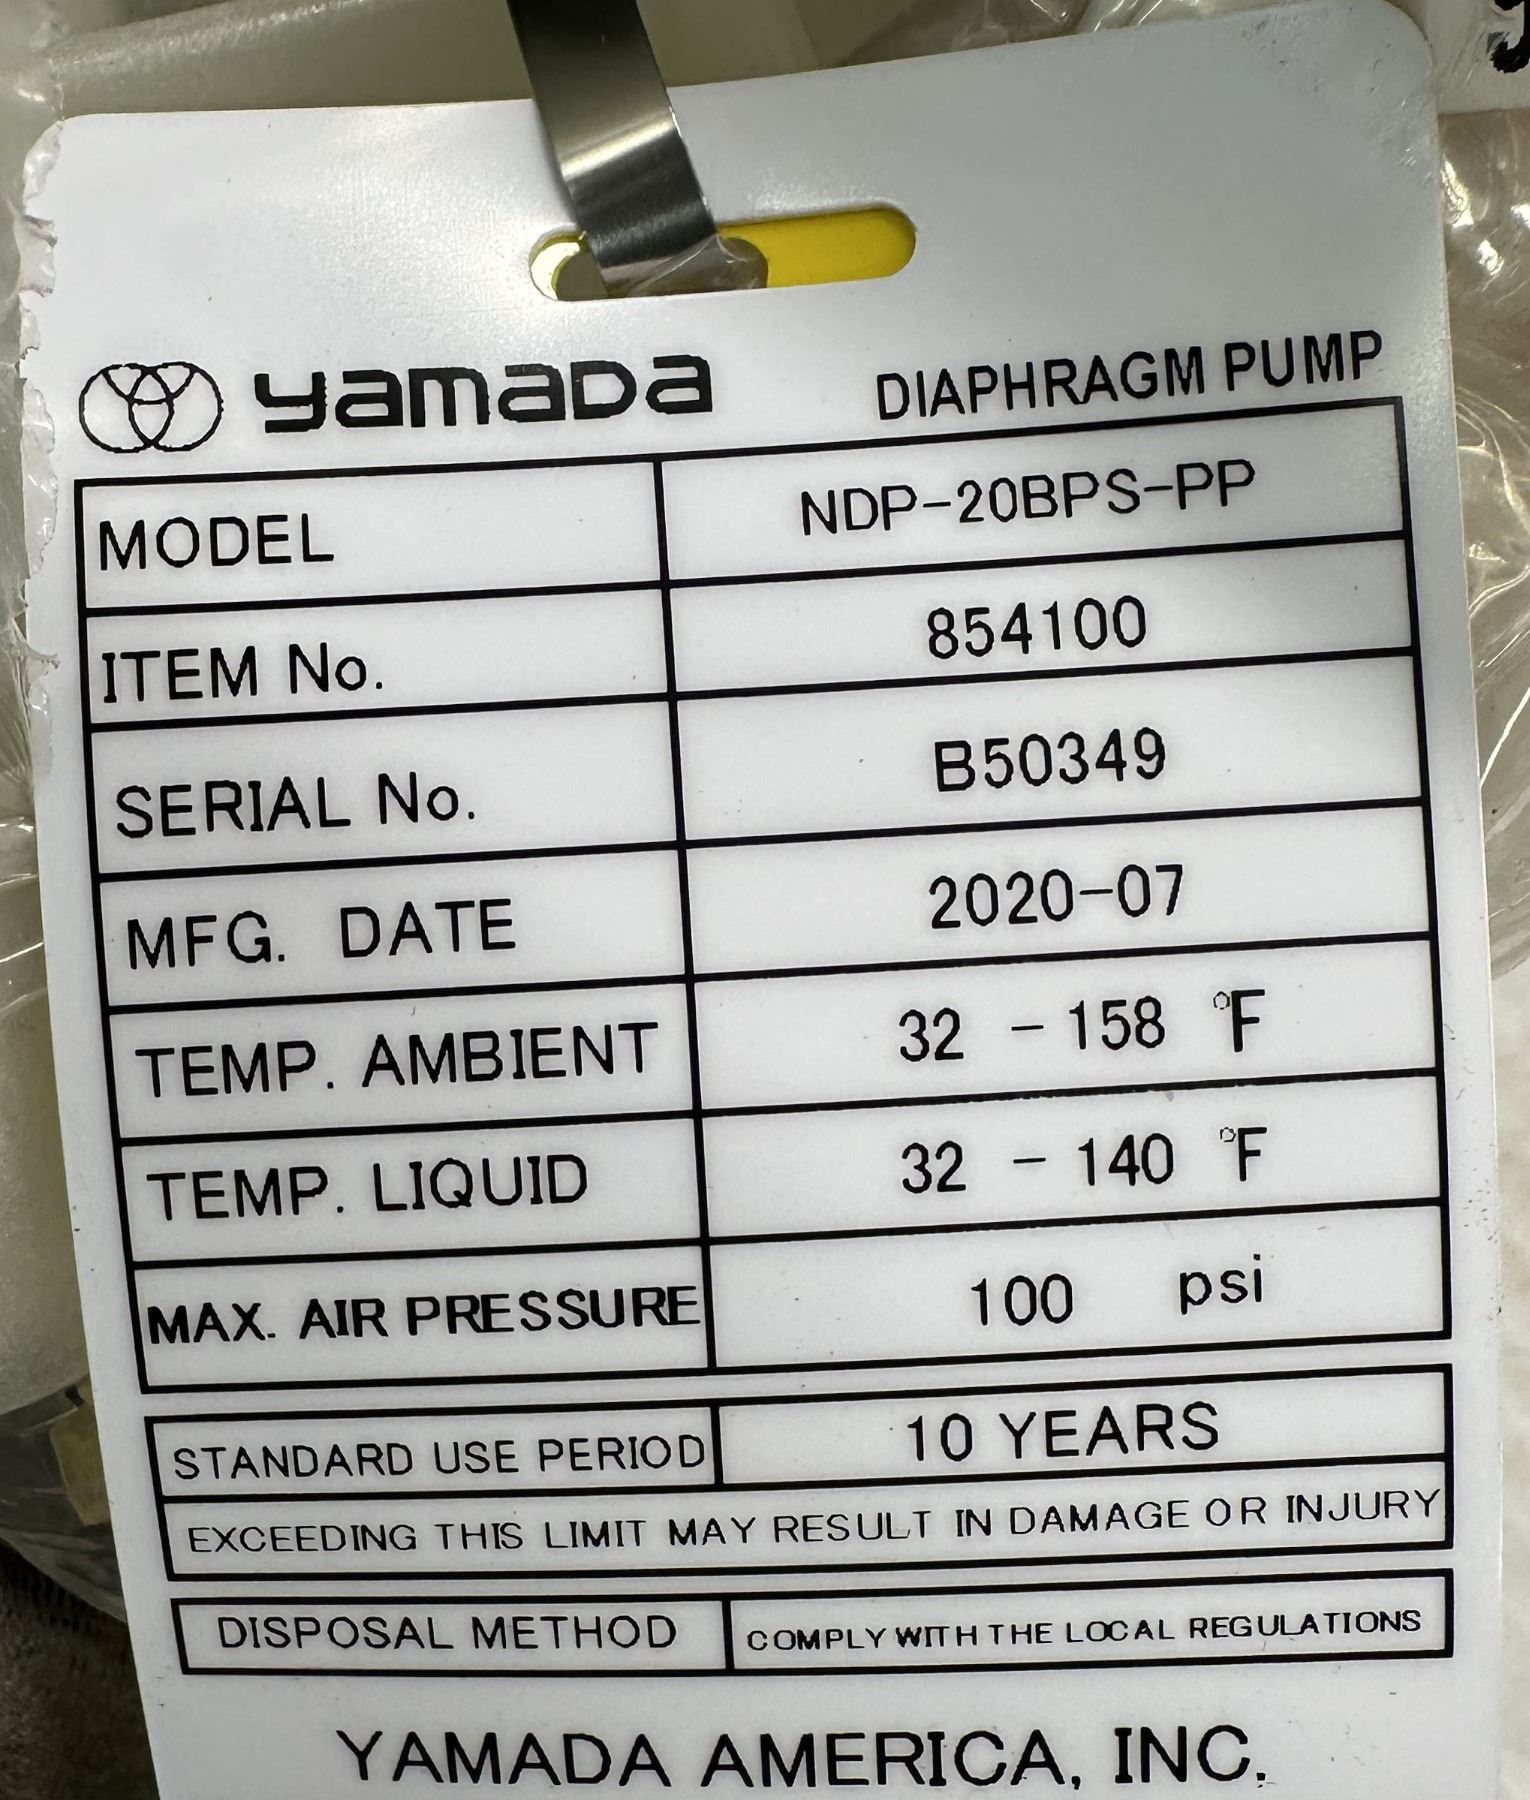 yamada DIAPHRAGM PUMP
MODEL NDP-20BPS-PP
ITEM No. 854100
SERIAL No. B50349
MFG. DATE 2020-07
TEMP. AMBIENT 32 - 158 °F
TEMP. LIQUID 32 - 140 °F
MAX. AIR PRESSURE 100 psi
STANDARD USE PERIOD 10 YEARS
EXCEEDING THIS LIMIT MAY RESULT IN DAMAGE OR INJURY
DISPOSAL METHOD COMPLY WITH THE LOCAL REGULATIONS
YAMADA AMERICA, INC.